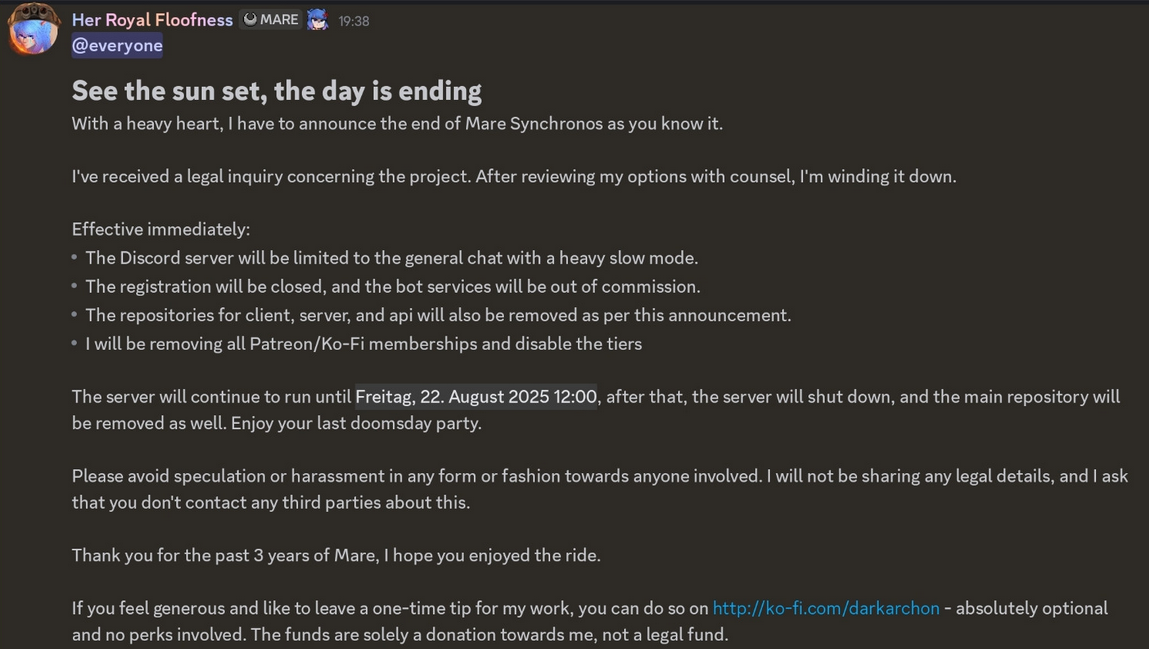 Her Royal Floofness MARE 19:38
@everyone
See the sun set, the day is ending
With a heavy heart, I have to announce the end of Mare Synchronos as you know it.
I've received a legal inquiry concerning the project. After reviewing my options with counsel, I'm winding it down.
Effective immediately:
• The Discord server will be limited to the general chat with a heavy slow mode.
• The registration will be closed, and the bot services will be out of commission.
• The repositories for client, server, and api will also be removed as per this announcement.
• I will be removing all Patreon/Ko-Fi memberships and disable the tiers
The server will continue to run until Freitag, 22. August 2025 12:00, after that, the server will shut down, and the main repository will
be removed as well. Enjoy your last doomsday party.
Please avoid speculation or harassment in any form or fashion towards anyone involved. I will not be sharing any legal details, and I ask
that you don't contact any third parties about this.
Thank you for the past 3 years of Mare, I hope you enjoyed the ride.
If you feel generous and like to leave a one-time tip for my work, you can do so on http://ko-fi.com/darkarchon - absolutely optional
and no perks involved. The funds are solely a donation towards me, not a legal fund.